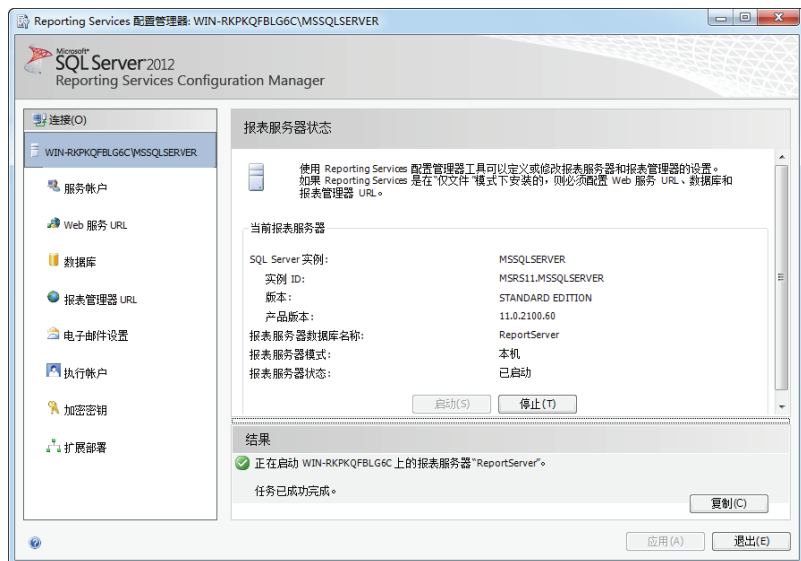 Reporting Services 配置管理器: WIN-RKPKQFBLG6C\MSSQLSERVER
Microsoft
SQL Server 2012
Reporting Services Configuration Manager
连接(O)
WIN-RKPKQFBLG6C\MSSQLSERVER
服务帐户
Web 服务 URL
数据库
报表管理器 URL
电子邮件设置
执行帐户
加密密钥
扩展部署
报表服务器状态
使用 Reporting Services 配置管理器工具可以定义或修改报表服务器和报表管理器的设置。
如果 Reporting Services 是在“仅文件”模式下安装的,则必须配置 Web 服务 URL、数据库和
报表管理器 URL。
当前报表服务器
SQL Server 实例: MSSQLSERVER
实例 ID: MSRS11.MSSQLSERVER
版本: STANDARD EDITION
产品版本: 11.0.2100.60
报表服务器数据库名称: ReportServer
报表服务器模式: 本机
报表服务器状态: 已启动
启动(S) 停止(T)
结果
正在启动 WIN-RKPKQFBLG6C 上的报表服务器“ReportServer”。
任务已成功完成。
复制(C)
应用(A) 退出(E)